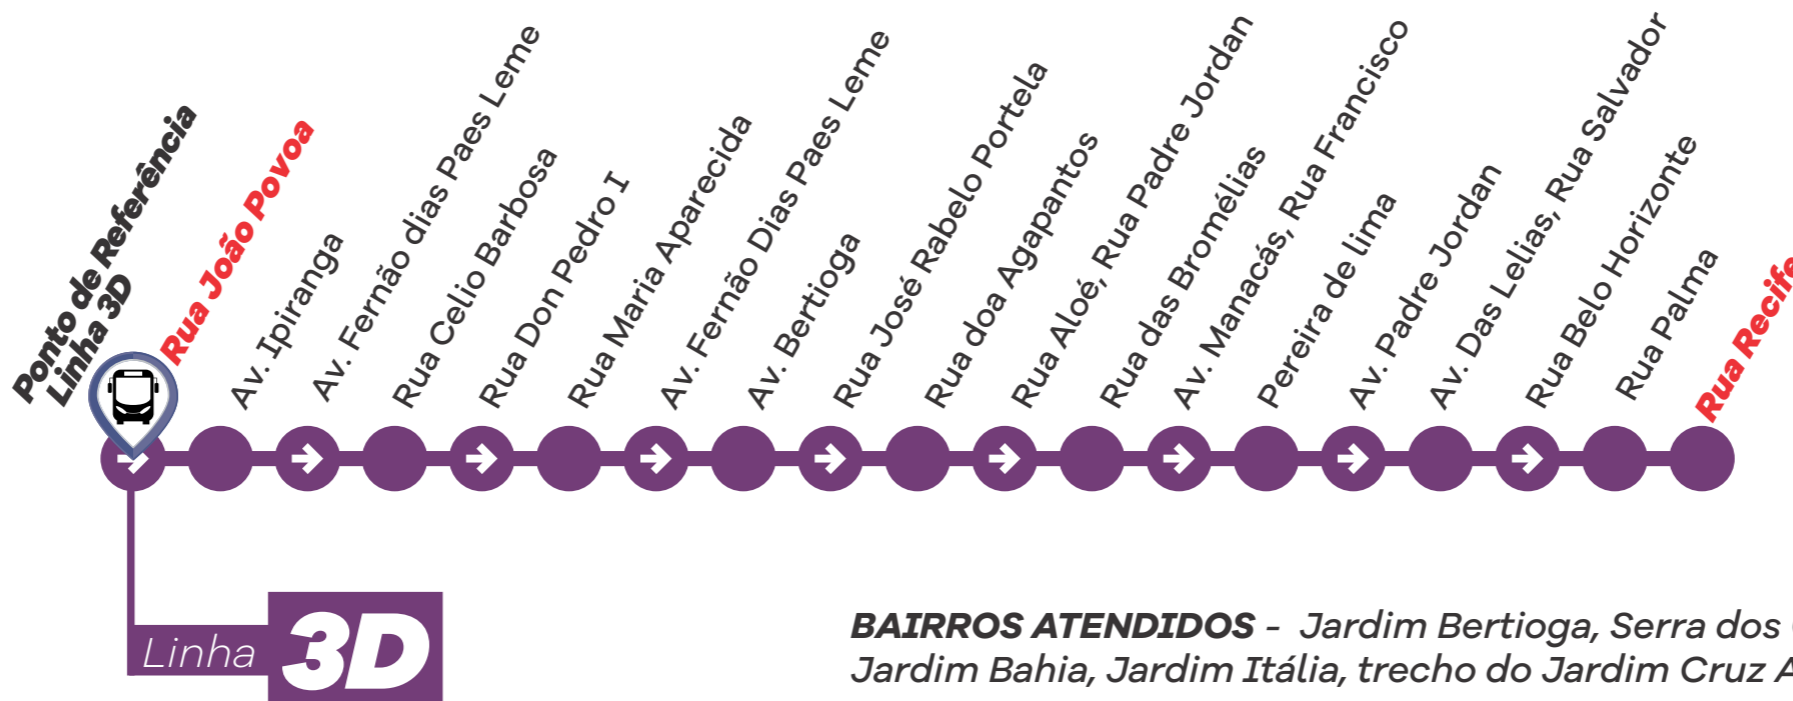 Ponto de Referência
Linha 3D
Rua João Povoa
Av. Ipiranga
Av. Fernão dias Paes Leme
Rua Celio Barbosa
Rua Don Pedro I
Rua Maria Aparecida
Av. Fernão Dias Paes Leme
Av. Bertioga
Rua José Rabelo Portela
Rua doa Agapantos
Rua Aloé, Rua Padre Jordan
Rua das Bromélias
Av. Manacás, Rua Francisco
Pereira de lima
Av. Padre Jordan
Av. Das Lelias, Rua Salvador
Rua Belo Horizonte
Rua Palma
Rua Recife
Linha 3D
BAIRROS ATENDIDOS - Jardim Bertioga, Serra dos
Jardim Bahia, Jardim Itália, trecho do Jardim Cruz